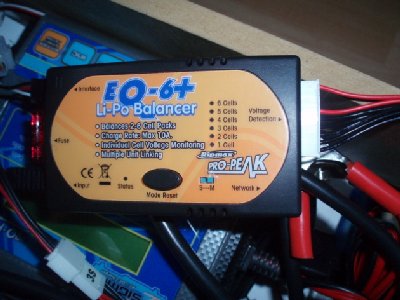 Interface
EQ-6+
Li-Po Balancer
• Balances 2-6 Cell Packs
• Charge Rate: Max 10A.
• Individual Cell Voltage Monitoring
• Multiple Unit Linking
6 Cells
5 Cells
4 Cells
3 Cells
2 Cells
1 Cell
Voltage
Detection
Fuse
Ripmax
PRO-PEAK
CE
Input
Status
Mode Reset
S
M
Network